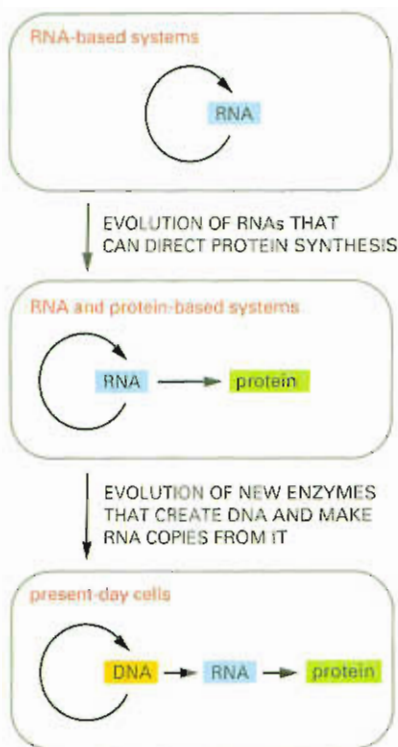 RNA-based systems
RNA
EVOLUTION OF RNAs THAT
CAN DIRECT PROTEIN SYNTHESIS
RNA and protein-based systems
RNA protein
EVOLUTION OF NEW ENZYMES
THAT CREATE DNA AND MAKE
RNA COPIES FROM IT
present-day cells
DNA RNA protein